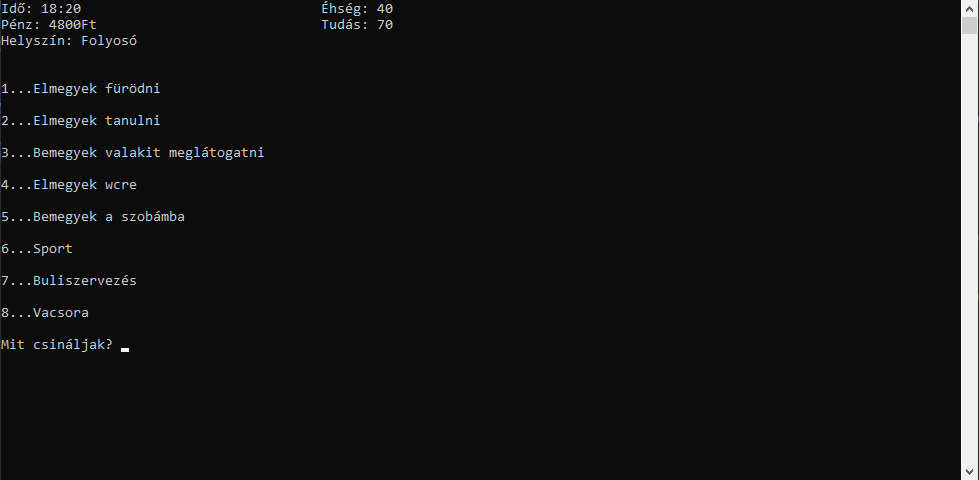 Idő: 18:20 Éhség: 40
Pénz: 4800Ft Tudás: 70
Helyszín: Folyosó
1...Elmegyek fürödni
2...Elmegyek tanulni
3...Bemegyek valakit meglátogatni
4...Elmegyek wcre
5...Bemegyek a szobámba
6...Sport
7...Buliszervezés
8...Vacsora
Mit csináljak?